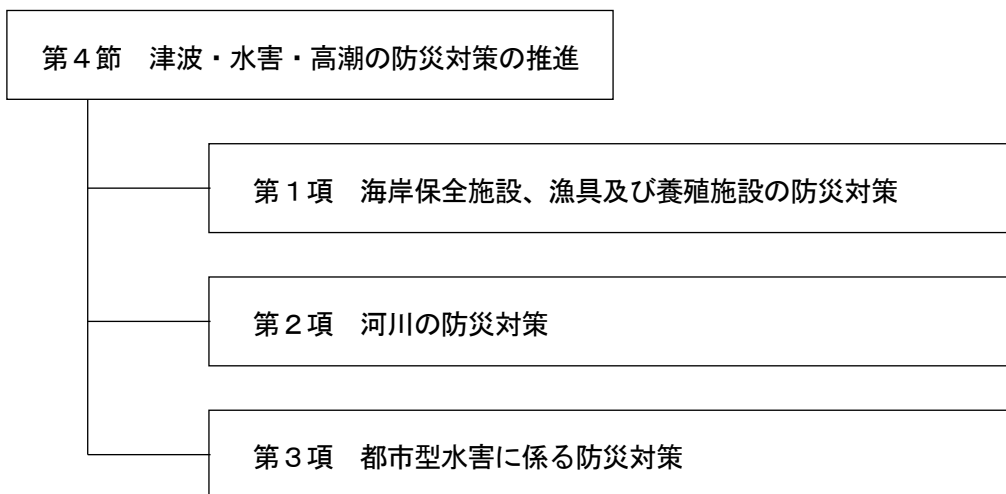 第４節　津波・水害・高潮の防災対策の推進
第１項　海岸保全施設、漁具及び養殖施設の防災対策
第２項　河川の防災対策
第３項　都市型水害に係る防災対策